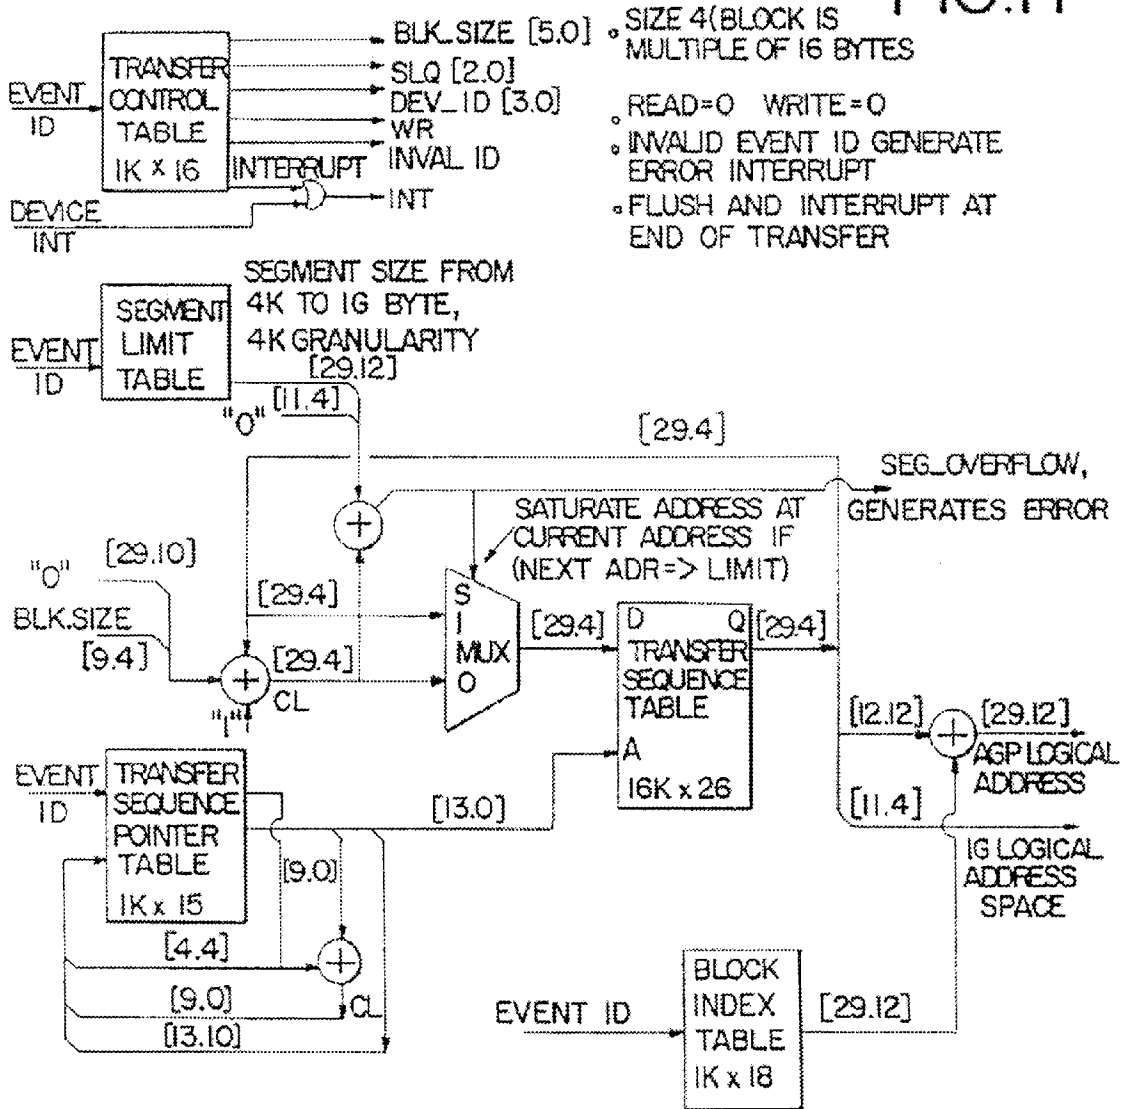 BLK_SIZE [5.0]
SIZE 4(BLOCK IS
MULTIPLE OF 16 BYTES
TRANSFER
CONTROL
TABLE
1K x 16
EVENT
ID
SLQ [2.0]
DEV_ID [3.0]
WR
INVAL ID
INTERRUPT
INT
DEVICE
INT
READ=0 WRITE=0
INVALID EVENT ID GENERATE
ERROR INTERRUPT
FLUSH AND INTERRUPT AT
END OF TRANSFER
SEGMENT SIZE FROM
4K TO 1G BYTE,
4K GRANULARITY
SEGMENT
LIMIT
TABLE
EVENT
ID
[29.12]
[11.4]
"0"
[29.4]
SEG_OVERFLOW,
GENERATES ERROR
SATURATE ADDRESS AT
CURRENT ADDRESS IF
(NEXT ADR=> LIMIT)
[29.10]
"0"
BLK.SIZE
[9.4]
[29.4]
+
+
[29.4]
CL
"1"
S
1
MUX
0
[29.4]
D Q
TRANSFER
SEQUENCE
TABLE
A
16K x 26
[29.4]
[12.12]
+
[29.12]
AGP LOGICAL
ADDRESS
[11.4]
1G LOGICAL
ADDRESS
SPACE
EVENT
ID
TRANSFER
SEQUENCE
POINTER
TABLE
1K x 15
[13.0]
[9.0]
[4.4]
+
[9.0]
CL
[13.10]
EVENT ID
BLOCK
INDEX
TABLE
1K x 18
[29.12]